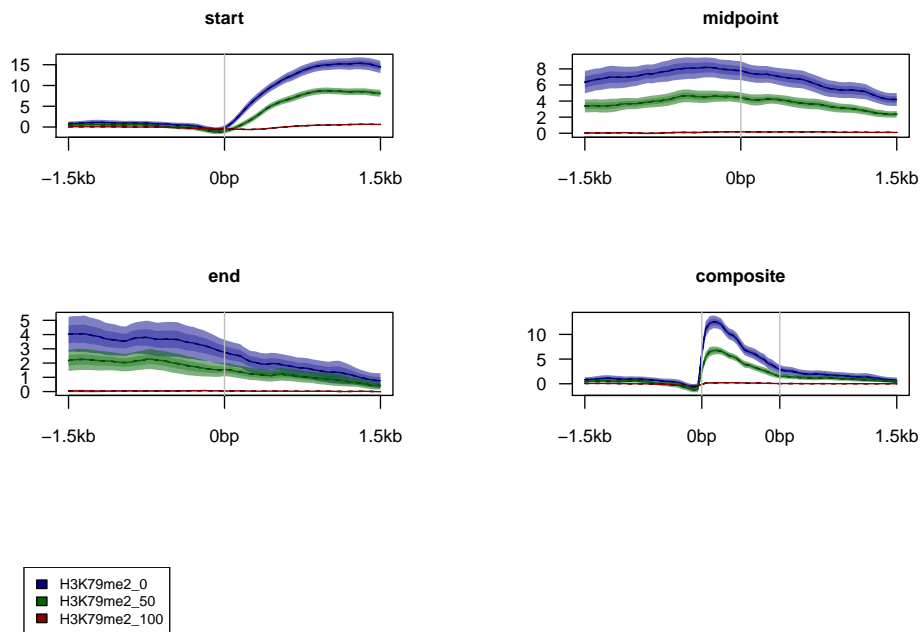 start
15
10
5
0
−1.5kb 0bp 1.5kb
midpoint
8
6
4
2
0
−1.5kb 0bp 1.5kb
end
5
4
3
2
1
0
−1.5kb 0bp 1.5kb
composite
10
5
0
−1.5kb 0bp 0bp 1.5kb
H3K79me2_0
H3K79me2_50
H3K79me2_100